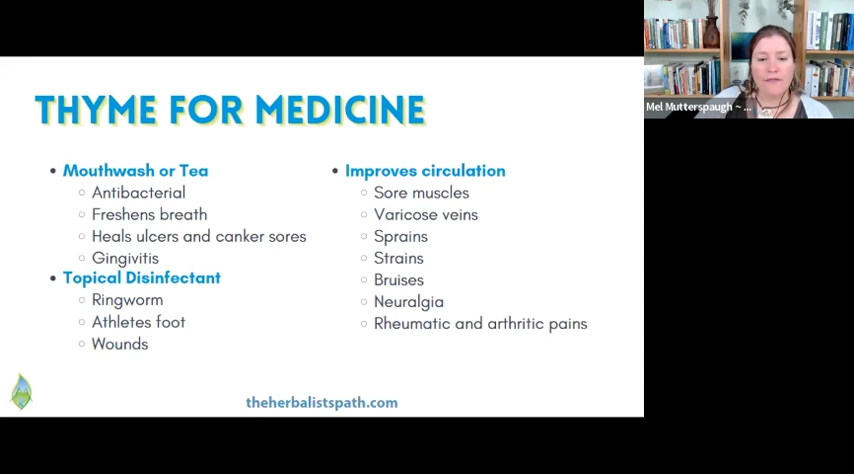 THYME FOR MEDICINE
Mouthwash or Tea
Antibacterial
Freshens breath
Heals ulcers and canker sores
Gingivitis
Topical Disinfectant
Ringworm
Athletes foot
Wounds
Improves circulation
Sore muscles
Varicose veins
Sprains
Strains
Bruises
Neuralgia
Rheumatic and arthritic pains
theherbalistspath.com
Mel Mutterspaugh ~ ...